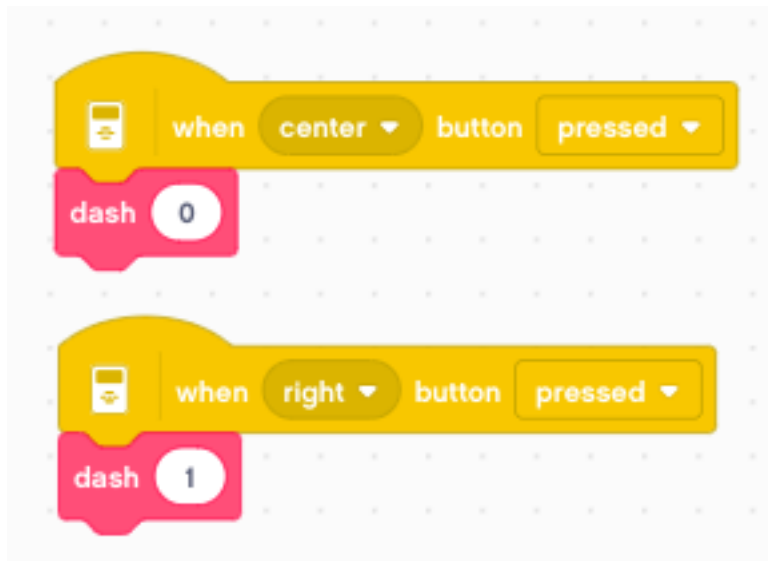 when center button pressed
dash 0
when right button pressed
dash 1